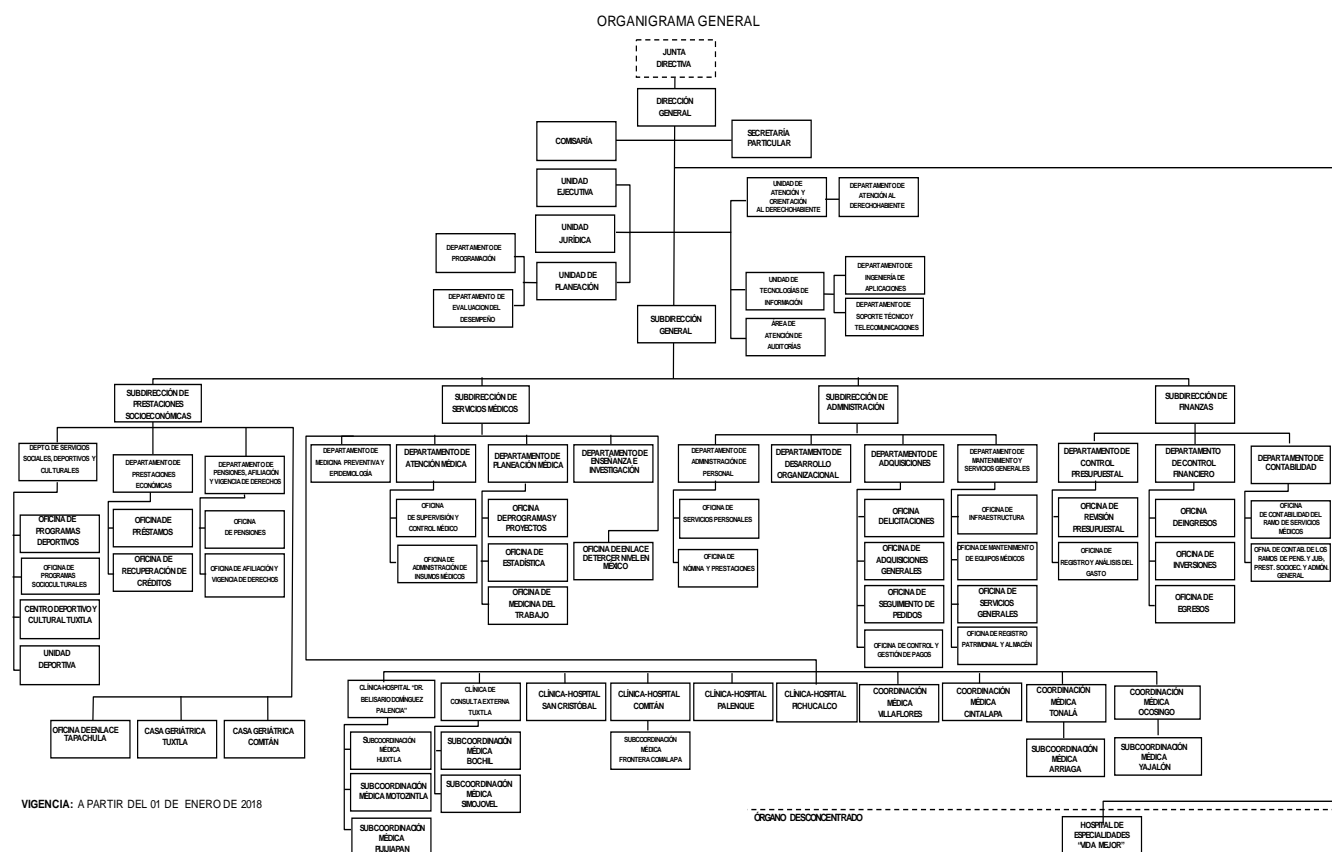 ORGANIGRAMA GENERAL
JUNTA
DIRECTIVA
DIRECCIÓN
GENERAL
COMISARÍA
SECRETARÍA
PARTICULAR
UNIDAD
EJECUTIVA
UNIDAD
JURÍDICA
UNIDAD DE
PLANEACIÓN
DEPARTAMENTO DE
PROGRAMACIÓN
DEPARTAMENTO DE
EVALUACION DEL
DESEMPEÑO
UNIDAD DE
ATENCIÓN Y
ORIENTACIÓN
AL DERECHOHABIENTE
DEPARTAMENTO DE
ATENCIÓN AL
DERECHOHABIENTE
UNIDAD DE
TECNOLOGÍAS DE
INFORMACIÓN
DEPARTAMENTO DE
INGENIERÍA DE
APLICACIONES
DEPARTAMENTO DE
SOPORTE TÉCNICO Y
TELECOMUNICACIONES
ÁREA DE
ATENCIÓN DE
AUDITORÍAS
SUBDIRECCIÓN
GENERAL
SUBDIRECCIÓN DE
PRESTACIONES
SOCIOECONÓMICAS
SUBDIRECCIÓN DE
SERVICIOS MÉDICOS
SUBDIRECCIÓN DE
ADMINISTRACIÓN
SUBDIRECCIÓN DE
FINANZAS
DEPTO. DE SERVICIOS
SOCIALES, DEPORTIVOS Y
CULTURALES
DEPARTAMENTO DE
PRESTACIONES
ECONÓMICAS
DEPARTAMENTO DE
PENSIONES, AFILIACIÓN
Y VIGENCIA DE DERECHOS
OFICINA DE
PROGRAMAS
DEPORTIVOS
OFICINA DE
PROGRAMAS
SOCIOCULTURALES
CENTRO DEPORTIVO Y
CULTURAL TUXTLA
UNIDAD
DEPORTIVA
OFICINA DE
PRÉSTAMOS
OFICINA DE
RECUPERACIÓN DE
CRÉDITOS
OFICINA
DE PENSIONES
OFICINA DE AFILIACIÓN Y
VIGENCIA DE DERECHOS
OFICINA DE ENLACE
TAPACHULA
CASA GERIÁTRICA
TUXTLA
CASA GERIÁTRICA
COMITÁN
DEPARTAMENTO DE
MEDICINA PREVENTIVA Y
EPIDEMIOLOGÍA
DEPARTAMENTO DE
ATENCIÓN MÉDICA
DEPARTAMENTO DE
PLANEACIÓN MÉDICA
DEPARTAMENTO DE
ENSEÑANZA E
INVESTIGACIÓN
OFICINA
DE SUPERVISIÓN Y
CONTROL MÉDICO
OFICINA DE
ADMINISTRACIÓN DE
INSUMOS MÉDICOS
OFICINA
DE PROGRAMAS Y
PROYECTOS
OFICINA DE
ESTADÍSTICA
OFICINA DE
MEDICINA DEL
TRABAJO
OFICINA DE ENLACE
DE TERCER NIVEL EN
MÉXICO
DEPARTAMENTO DE
ADMINISTRACIÓN DE
PERSONAL
DEPARTAMENTO DE
DESARROLLO
ORGANIZACIONAL
DEPARTAMENTO DE
ADQUISICIONES
DEPARTAMENTO DE
MANTENIMIENTO Y
SERVICIOS GENERALES
OFICINA DE
SERVICIOS PERSONALES
OFICINA DE
NÓMINA Y PRESTACIONES
OFICINA
DE LICITACIONES
OFICINA DE
ADQUISICIONES
GENERALES
OFICINA DE
SEGUIMIENTO DE
PEDIDOS
OFICINA DE CONTROL Y
GESTIÓN DE PAGOS
OFICINA DE
INFRAESTRUCTURA
OFICINA DE MANTENIMIENTO
DE EQUIPOS MÉDICOS
OFICINA DE
SERVICIOS
GENERALES
OFICINA DE REGISTRO
PATRIMONIAL Y ALMACÉN
DEPARTAMENTO DE
CONTROL
PRESUPUESTAL
DEPARTAMENTO
DE CONTROL
FINANCIERO
DEPARTAMENTO DE
CONTABILIDAD
OFICINA DE
REVISIÓN
PRESUPUESTAL
OFICINA DE
REGISTRO Y ANÁLISIS DEL
GASTO
OFICINA
DE INGRESOS
OFICINA DE
INVERSIONES
OFICINA DE
EGRESOS
OFICINA
DE CONTABILIDAD DEL
RAMO DE SERVICIOS
MÉDICOS
OFNA. DE CONTAB. DE LOS
RAMOS DE PENS. Y JUB.,
PREST. SOCIOEC. Y ADMÓN.
GENERAL
CLÍNICA-HOSPITAL "DR.
BELISARIO DOMÍNGUEZ
PALENCIA"
CLÍNICA DE
CONSULTA EXTERNA
TUXTLA
CLÍNICA-HOSPITAL
SAN CRISTÓBAL
CLÍNICA-HOSPITAL
COMITÁN
CLÍNICA-HOSPITAL
PALENQUE
CLÍNICA-HOSPITAL
PICHUCALCO
COORDINACIÓN
MÉDICA
VILLAFLORES
COORDINACIÓN
MÉDICA
CINTALAPA
COORDINACIÓN
MÉDICA
TONALÁ
COORDINACIÓN
MÉDICA
OCOSINGO
SUBCOORDINACIÓN
MÉDICA
HUIXTLA
SUBCOORDINACIÓN
MÉDICA MOTOZINTLA
SUBCOORDINACIÓN
MÉDICA
PIJIJIAPAN
SUBCOORDINACIÓN
MÉDICA
BOCHIL
SUBCOORDINACIÓN
MÉDICA
SIMOJOVEL
SUBCOORDINACIÓN
MÉDICA
FRONTERA COMALAPA
SUBCOORDINACIÓN
MÉDICA
ARRIAGA
SUBCOORDINACIÓN
MÉDICA
YAJALÓN
VIGENCIA: A PARTIR DEL 01 DE ENERO DE 2018
ÓRGANO DESCONCENTRADO
HOSPITAL DE
ESPECIALIDADES
"VIDA MEJOR"